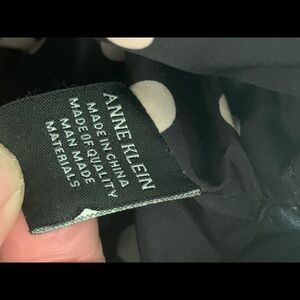 ANNE KLEIN
MADE IN CHINA
MADE OF QUALITY
MAN MADE
MATERIALS